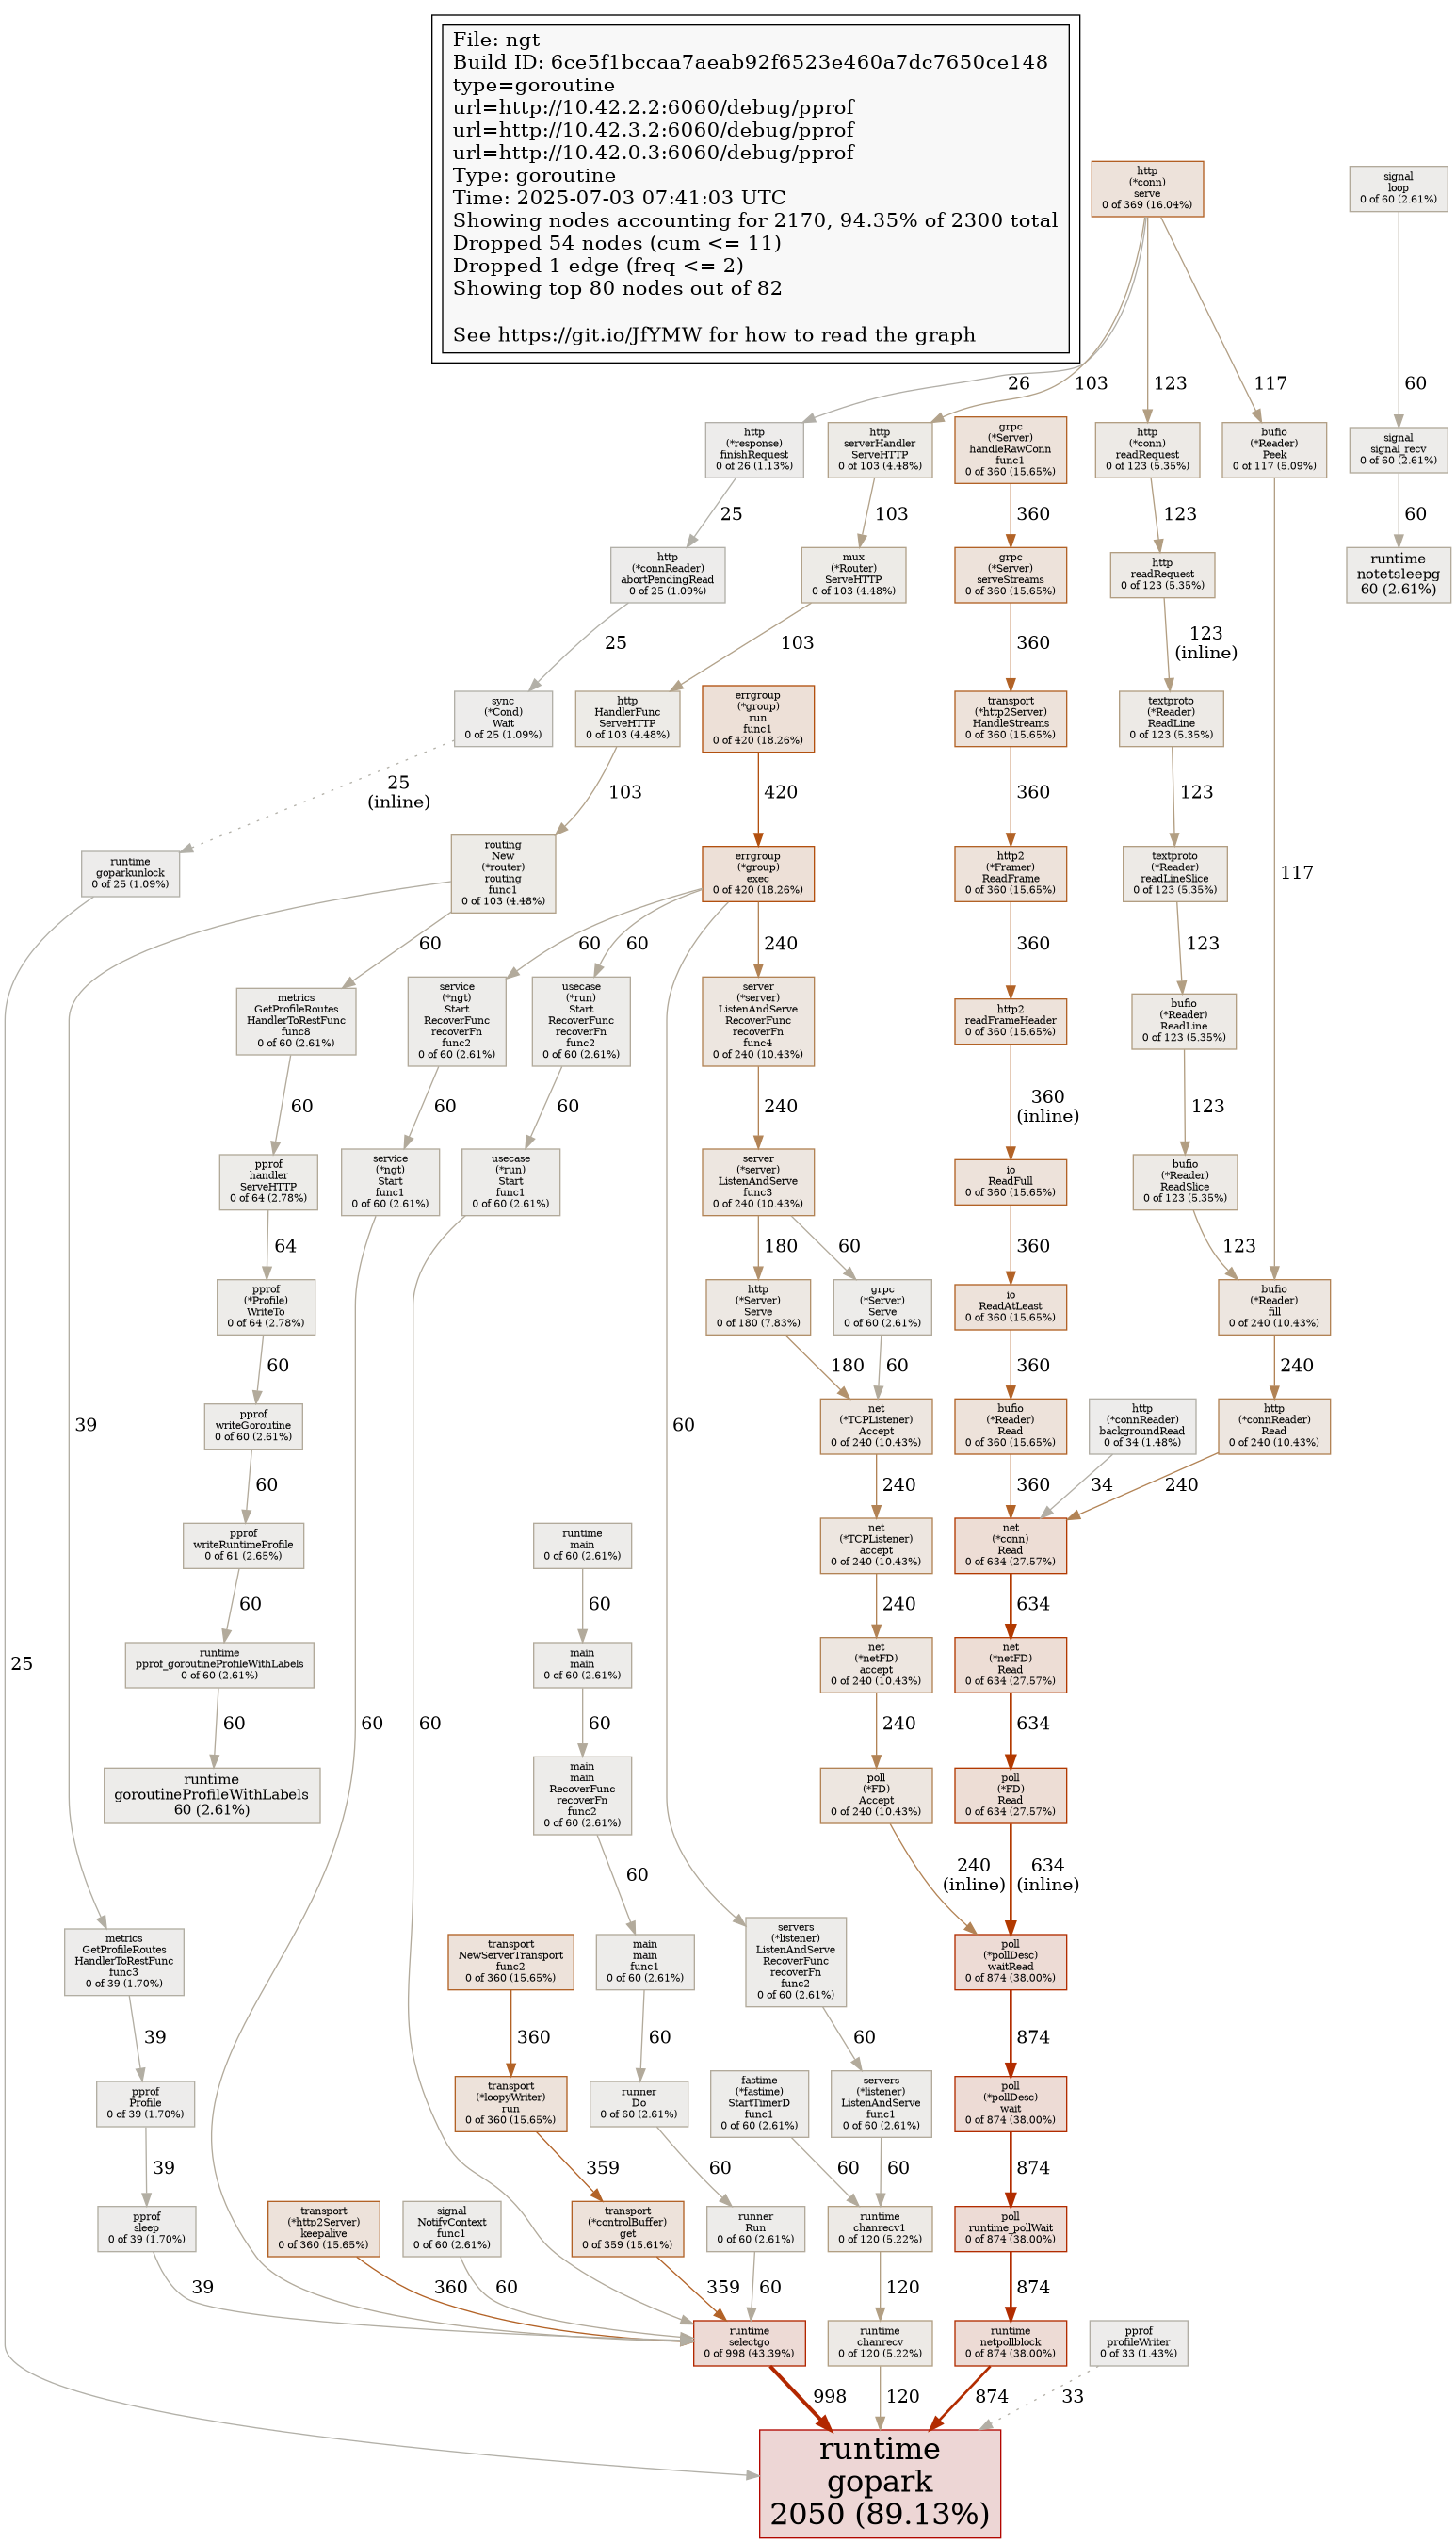 File: ngt
Build ID: 6ce5f1bccaa7aeab92f6523e460a7dc7650ce148
type=goroutine
url=http://10.42.2.2:6060/debug/pprof
url=http://10.42.3.2:6060/debug/pprof
url=http://10.42.0.3:6060/debug/pprof
Type: goroutine
Time: 2025-07-03 07:41:03 UTC
Showing nodes accounting for 2170, 94.35% of 2300 total
Dropped 54 nodes (cum <= 11)
Dropped 1 edge (freq <= 2)
Showing top 80 nodes out of 82
See https://git.io/JfYMW for how to read the graph
http
(*conn)
serve
0 of 369 (16.04%)
signal
loop
0 of 60 (2.61%)
26
103
123
117
60
http
(*response)
finishRequest
0 of 26 (1.13%)
http
serverHandler
ServeHTTP
0 of 103 (4.48%)
grpc
(*Server)
handleRawConn
func1
0 of 360 (15.65%)
http
(*conn)
readRequest
0 of 123 (5.35%)
bufio
(*Reader)
Peek
0 of 117 (5.09%)
signal
signal_recv
0 of 60 (2.61%)
25
103
360
123
60
http
(*connReader)
abortPendingRead
0 of 25 (1.09%)
mux
(*Router)
ServeHTTP
0 of 103 (4.48%)
grpc
(*Server)
serveStreams
0 of 360 (15.65%)
http
readRequest
0 of 123 (5.35%)
runtime
notetsleepg
60 (2.61%)
25
103
360
123
(inline)
sync
(*Cond)
Wait
0 of 25 (1.09%)
http
HandlerFunc
ServeHTTP
0 of 103 (4.48%)
errgroup
(*group)
run
func1
0 of 420 (18.26%)
transport
(*http2Server)
HandleStreams
0 of 360 (15.65%)
textproto
(*Reader)
ReadLine
0 of 123 (5.35%)
25
(inline)
103
420
360
123
runtime
goparkunlock
0 of 25 (1.09%)
routing
New
(*router)
routing
func1
0 of 103 (4.48%)
errgroup
(*group)
exec
0 of 420 (18.26%)
http2
(*Framer)
ReadFrame
0 of 360 (15.65%)
textproto
(*Reader)
readLineSlice
0 of 123 (5.35%)
117
60
60
60
240
360
123
metrics
GetProfileRoutes
HandlerToRestFunc
func8
0 of 60 (2.61%)
service
(*ngt)
Start
RecoverFunc
recoverFn
func2
0 of 60 (2.61%)
usecase
(*run)
Start
RecoverFunc
recoverFn
func2
0 of 60 (2.61%)
server
(*server)
ListenAndServe
RecoverFunc
recoverFn
func4
0 of 240 (10.43%)
http2
readFrameHeader
0 of 360 (15.65%)
bufio
(*Reader)
ReadLine
0 of 123 (5.35%)
60
60
60
240
360
(inline)
123
pprof
handler
ServeHTTP
0 of 64 (2.78%)
service
(*ngt)
Start
func1
0 of 60 (2.61%)
usecase
(*run)
Start
func1
0 of 60 (2.61%)
server
(*server)
ListenAndServe
func3
0 of 240 (10.43%)
io
ReadFull
0 of 360 (15.65%)
bufio
(*Reader)
ReadSlice
0 of 123 (5.35%)
64
180
60
360
123
pprof
(*Profile)
WriteTo
0 of 64 (2.78%)
http
(*Server)
Serve
0 of 180 (7.83%)
grpc
(*Server)
Serve
0 of 60 (2.61%)
io
ReadAtLeast
0 of 360 (15.65%)
bufio
(*Reader)
fill
0 of 240 (10.43%)
60
180
60
360
240
39
pprof
writeGoroutine
0 of 60 (2.61%)
60
net
(*TCPListener)
Accept
0 of 240 (10.43%)
bufio
(*Reader)
Read
0 of 360 (15.65%)
http
(*connReader)
backgroundRead
0 of 34 (1.48%)
http
(*connReader)
Read
0 of 240 (10.43%)
60
240
360
34
240
pprof
writeRuntimeProfile
0 of 61 (2.65%)
runtime
main
0 of 60 (2.61%)
net
(*TCPListener)
accept
0 of 240 (10.43%)
net
(*conn)
Read
0 of 634 (27.57%)
60
60
240
634
25
runtime
pprof_goroutineProfileWithLabels
0 of 60 (2.61%)
main
main
0 of 60 (2.61%)
net
(*netFD)
accept
0 of 240 (10.43%)
net
(*netFD)
Read
0 of 634 (27.57%)
60
60
60
60
240
634
runtime
goroutineProfileWithLabels
60 (2.61%)
main
main
RecoverFunc
recoverFn
func2
0 of 60 (2.61%)
poll
(*FD)
Accept
0 of 240 (10.43%)
poll
(*FD)
Read
0 of 634 (27.57%)
60
240
(inline)
634
(inline)
metrics
GetProfileRoutes
HandlerToRestFunc
func3
0 of 39 (1.70%)
transport
NewServerTransport
func2
0 of 360 (15.65%)
main
main
func1
0 of 60 (2.61%)
servers
(*listener)
ListenAndServe
RecoverFunc
recoverFn
func2
0 of 60 (2.61%)
poll
(*pollDesc)
waitRead
0 of 874 (38.00%)
39
360
60
60
874
pprof
Profile
0 of 39 (1.70%)
transport
(*loopyWriter)
run
0 of 360 (15.65%)
runner
Do
0 of 60 (2.61%)
fastime
(*fastime)
StartTimerD
func1
0 of 60 (2.61%)
servers
(*listener)
ListenAndServe
func1
0 of 60 (2.61%)
poll
(*pollDesc)
wait
0 of 874 (38.00%)
39
359
60
60
60
874
pprof
sleep
0 of 39 (1.70%)
transport
(*http2Server)
keepalive
0 of 360 (15.65%)
signal
NotifyContext
func1
0 of 60 (2.61%)
transport
(*controlBuffer)
get
0 of 359 (15.61%)
runner
Run
0 of 60 (2.61%)
runtime
chanrecv1
0 of 120 (5.22%)
poll
runtime_pollWait
0 of 874 (38.00%)
39
360
60
359
60
120
874
runtime
selectgo
0 of 998 (43.39%)
runtime
chanrecv
0 of 120 (5.22%)
runtime
netpollblock
0 of 874 (38.00%)
pprof
profileWriter
0 of 33 (1.43%)
998
120
874
33
runtime
gopark
2050 (89.13%)